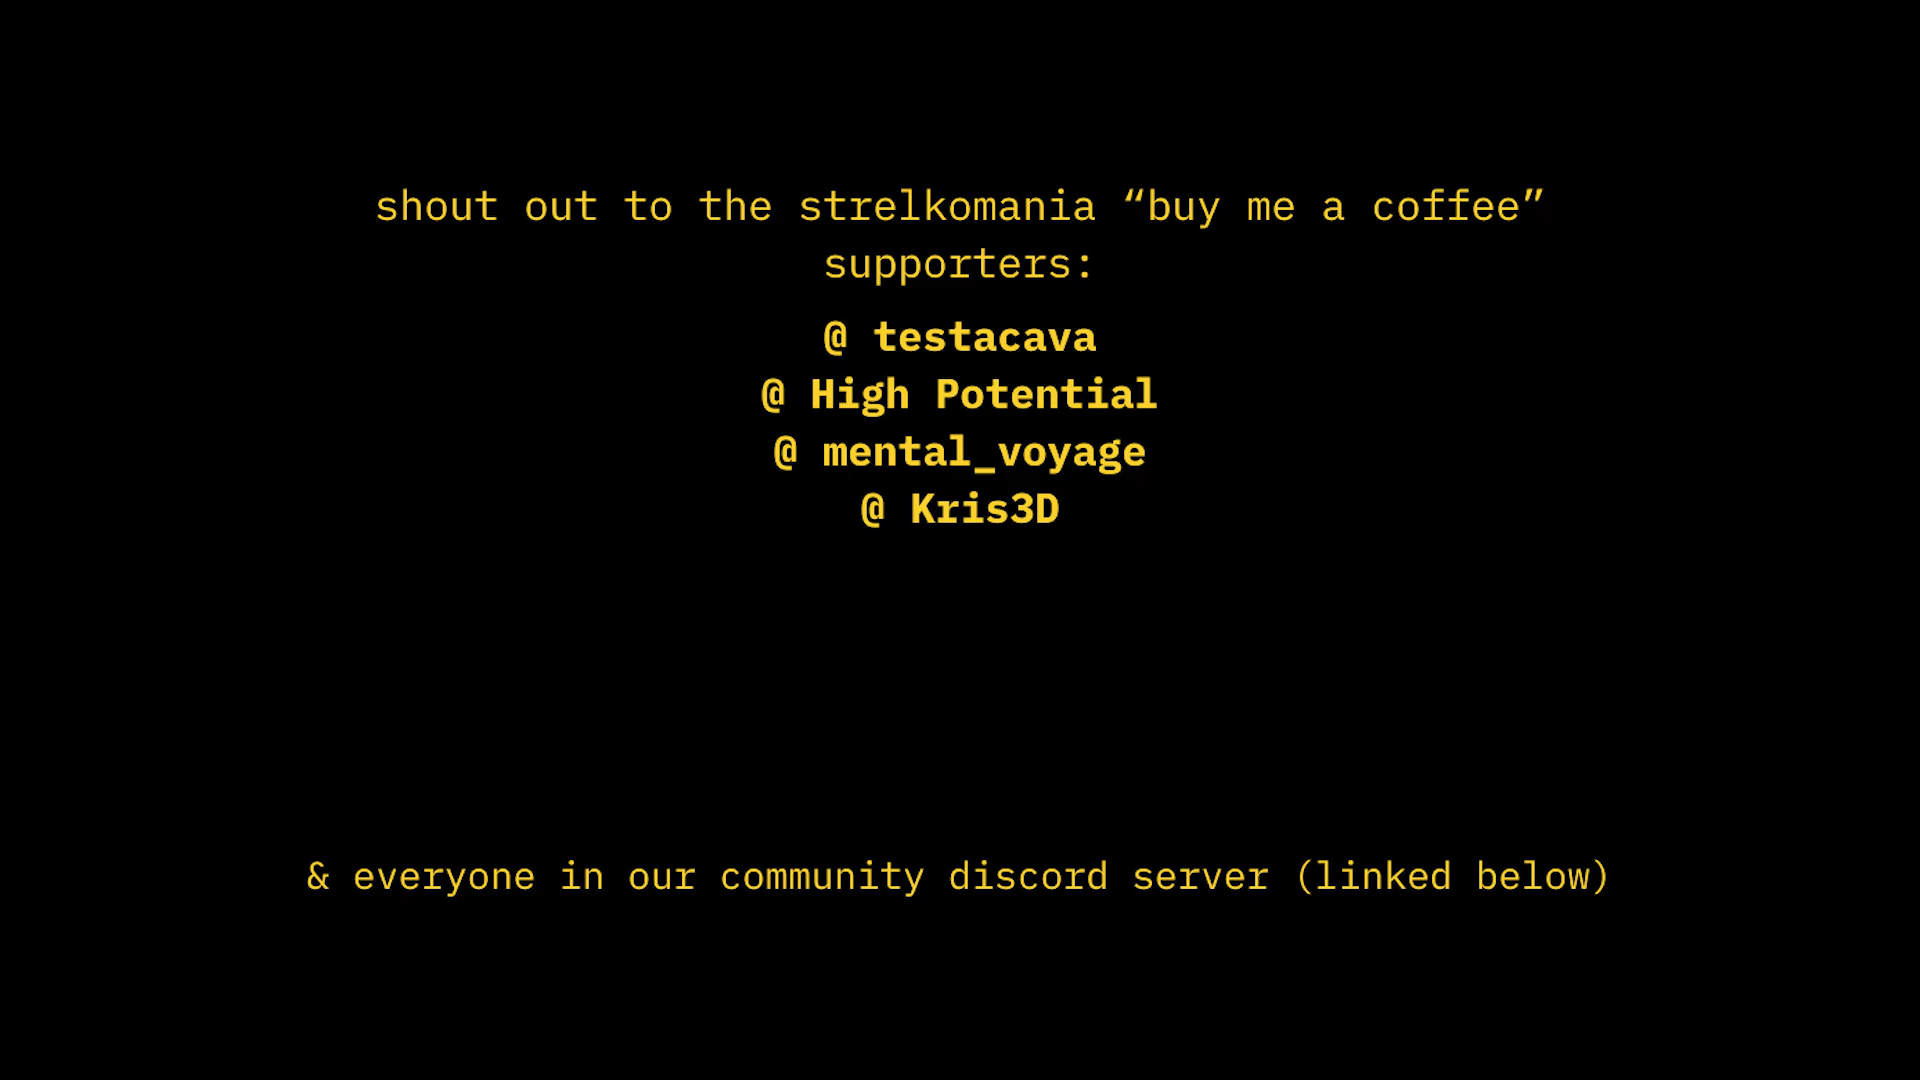 shout out to the strelkomania “buy me a coffee”
supporters:
@ testacava
@ High Potential
@ mental_voyage
@ Kris3D
& everyone in our community discord server (linked below)